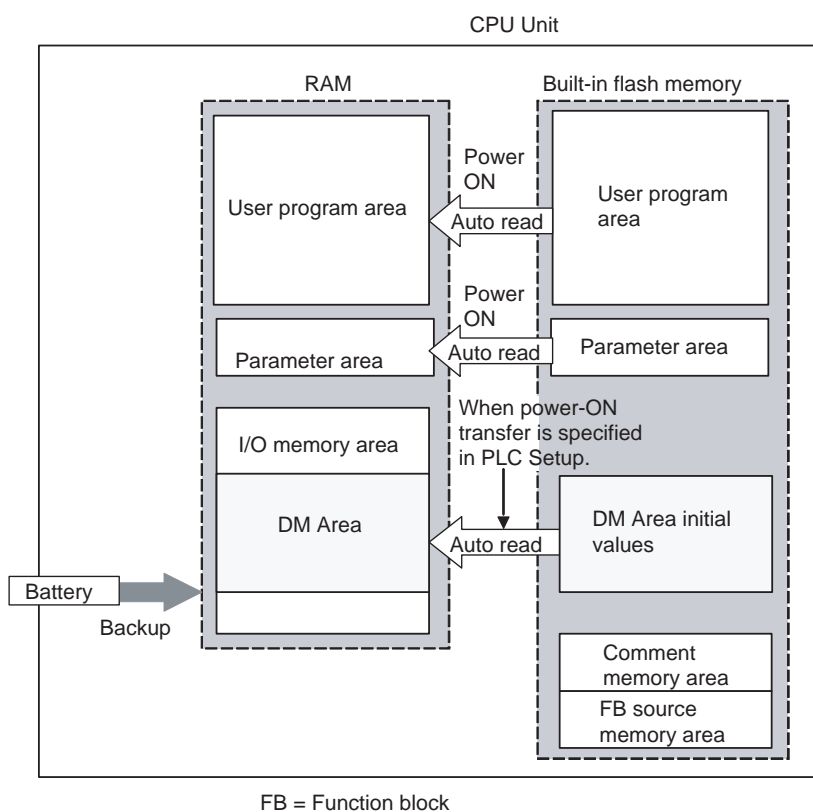 CPU Unit
RAM
Built-in flash memory
User program area
Power
ON
Auto read
User program
area
Power
ON
Parameter area
Auto read
Parameter area
When power-ON
transfer is specified
in PLC Setup.
I/O memory area
DM Area
Auto read
DM Area initial
values
Battery
Backup
Comment
memory area
FB source
memory area
FB = Function block